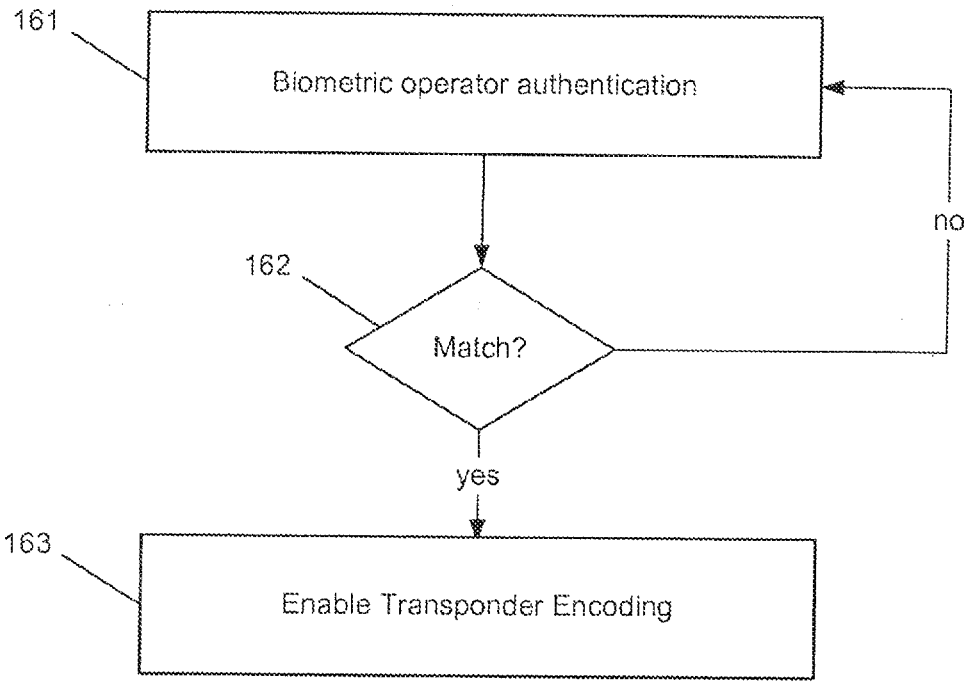 161
Biometric operator authentication
no
162
Match?
yes
163
Enable Transponder Encoding